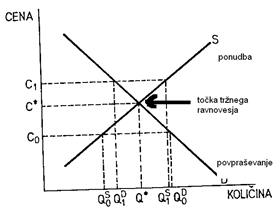 CENA
S
ponudba
C₁
C*
točka tržnega
ravnovesja
C₀
povpraševanje
D
Q₀ˢ Q₁ᴰ Q* Q₁ˢ Q₀ᴰ
KOLIČINA